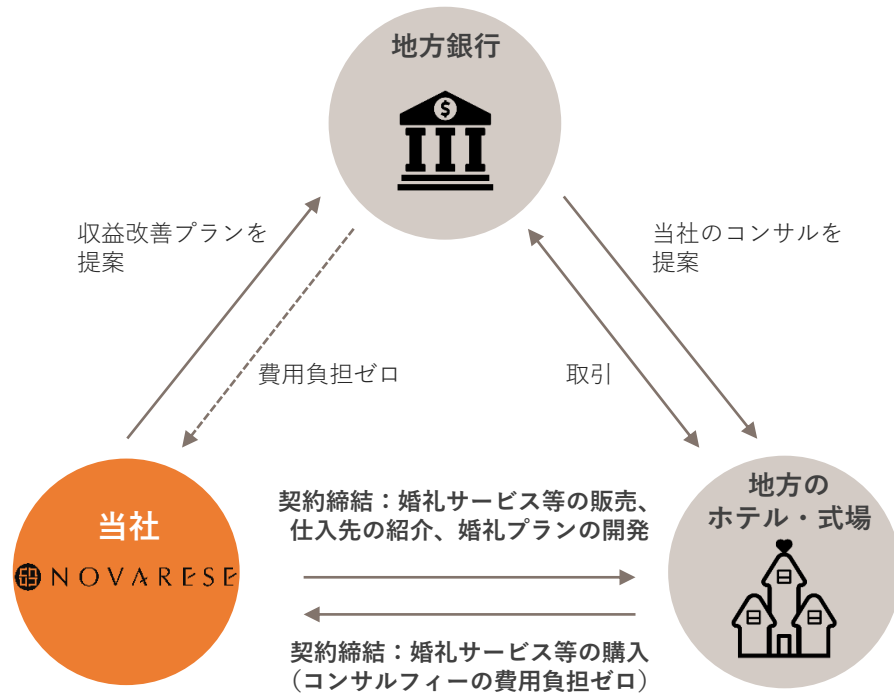 地方銀行
$
収益改善プランを
提案
当社のコンサルを
提案
費用負担ゼロ
取引
当社
NOVARESE
契約締結：婚礼サービス等の販売、
仕入先の紹介、婚礼プランの開発
地方の
ホテル・式場
契約締結：婚礼サービス等の購入
（コンサルフィーの費用負担ゼロ）